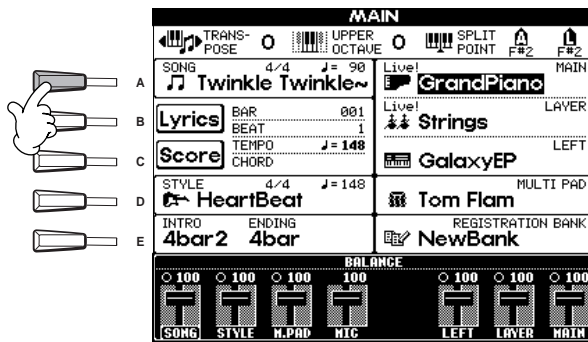 MAIN
TRANS-POSE 0 UPPER OCTAVE 0 SPLIT POINT A F#2 L F#2
A SONG 4/4 ♩= 90 Live! MAIN
Twinkle Twinkle~ GrandPiano
B Lyrics BAR 001 Live! LAYER
BEAT 1 Strings
C Score TEMPO ♩=148 LEFT
CHORD GalaxyEP
D STYLE 4/4 ♩=148 MULTI PAD
HeartBeat Tom Flam
E INTRO ENDING REGISTRATION BANK
4bar2 4bar NewBank
BALANCE
100 100 100 100 100 100 100
SONG STYLE M.PAD MIC LEFT LAYER MAIN